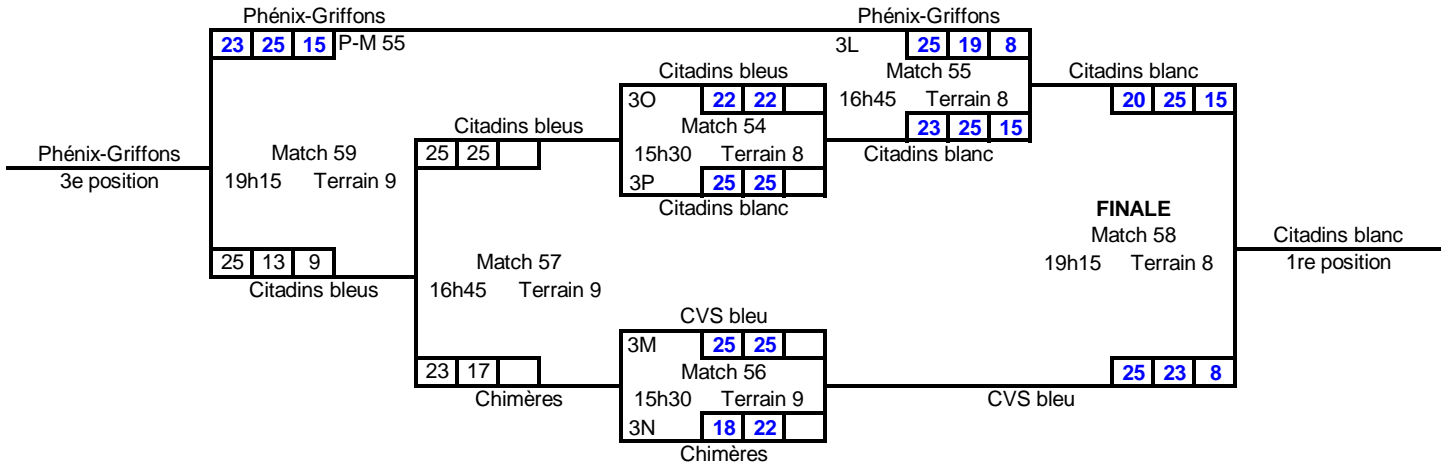 Phénix-Griffons Phénix-Griffons
23 25 15 P-M 55 3L 25 19 8
Citadins bleus Match 55 Citadins blanc
3O 22 22 16h45 Terrain 8 20 25 15
Citadins bleus Match 54 23 25 15
Phénix-Griffons Match 59 25 25 15h30 Terrain 8 Citadins blanc
3e position 19h15 Terrain 9 3P 25 25
Citadins blanc FINALE
Match 58 Citadins blanc
25 13 9 Match 57 19h15 Terrain 8 1re position
Citadins bleus 16h45 Terrain 9
CVS bleu
3M 25 25
23 17 Match 56 25 23 8
Chimères 15h30 Terrain 9 CVS bleu
3N 18 22
Chimères